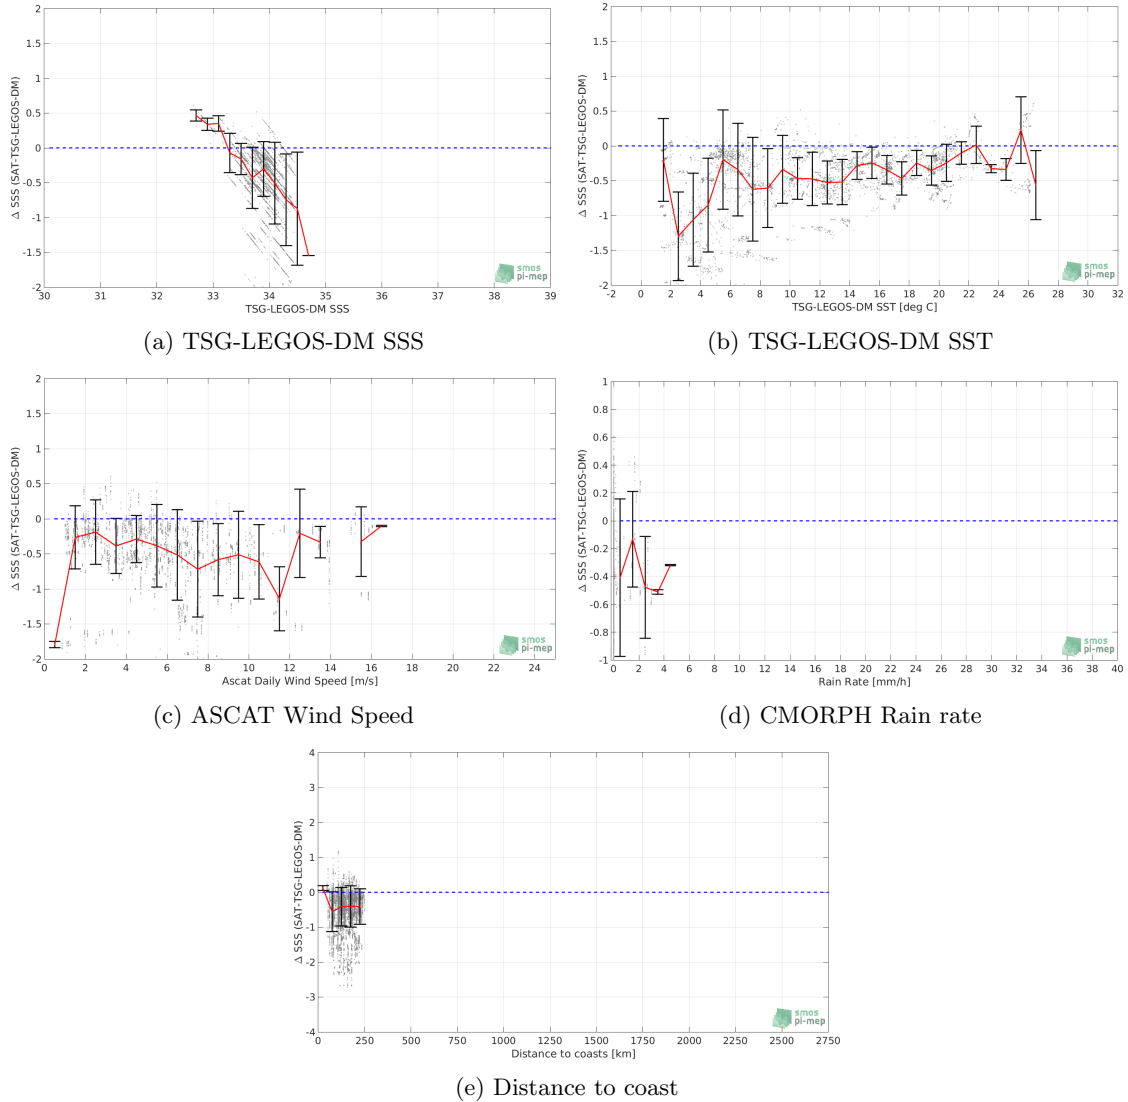 2
1.5
1
0.5
0
-0.5
-1
-1.5
-2
Δ SSS (SAT-TSG-LEGOS-DM)
30 31 32 33 34 35 36 37 38 39
TSG-LEGOS-DM SSS
smos
pi-mep
(a) TSG-LEGOS-DM SSS
2
1.5
1
0.5
0
-0.5
-1
-1.5
-2
Δ SSS (SAT-TSG-LEGOS-DM)
-2 0 2 4 6 8 10 12 14 16 18 20 22 24 26 28 30 32
TSG-LEGOS-DM SST [deg C]
smos
pi-mep
(b) TSG-LEGOS-DM SST
2
1.5
1
0.5
0
-0.5
-1
-1.5
-2
Δ SSS (SAT-TSG-LEGOS-DM)
0 2 4 6 8 10 12 14 16 18 20 22 24
Ascat Daily Wind Speed [m/s]
smos
pi-mep
(c) ASCAT Wind Speed
1
0.8
0.6
0.4
0.2
0
-0.2
-0.4
-0.6
-0.8
-1
Δ SSS (SAT-TSG-LEGOS-DM)
0 2 4 6 8 10 12 14 16 18 20 22 24 26 28 30 32 34 36 38 40
Rain Rate [mm/h]
smos
pi-mep
(d) CMORPH Rain rate
4
3
2
1
0
-1
-2
-3
-4
Δ SSS (SAT-TSG-LEGOS-DM)
0 250 500 750 1000 1250 1500 1750 2000 2250 2500 2750
Distance to coasts [km]
smos
pi-mep
(e) Distance to coast